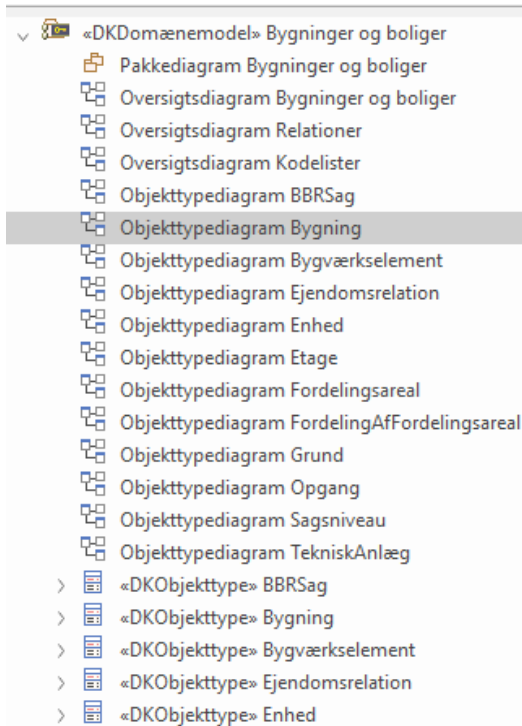 «DKDomænemodel» Bygninger og boliger
Pakkediagram Bygninger og boliger
Oversigtsdiagram Bygninger og boliger
Oversigtsdiagram Relationer
Oversigtsdiagram Kodelister
Objekttypediagram BBRSag
Objekttypediagram Bygning
Objekttypediagram Bygværkselement
Objekttypediagram Ejendomsrelation
Objekttypediagram Enhed
Objekttypediagram Etage
Objekttypediagram Fordelingsareal
Objekttypediagram FordelingAfFordelingsareal
Objekttypediagram Grund
Objekttypediagram Opgang
Objekttypediagram Sagsniveau
Objekttypediagram TekniskAnlæg
«DKObjekttype» BBRSag
«DKObjekttype» Bygning
«DKObjekttype» Bygværkselement
«DKObjekttype» Ejendomsrelation
«DKObjekttype» Enhed